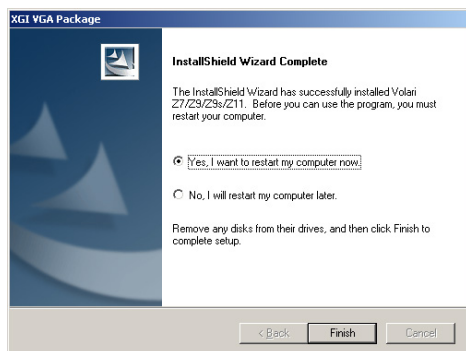 XGI VGA Package
InstallShield Wizard Complete
The InstallShield Wizard has successfully installed Volari
Z7/Z9/Z9s/Z11. Before you can use the program, you must
restart your computer.
Yes, I want to restart my computer now.
No, I will restart my computer later.
Remove any disks from their drives, and then click Finish to
complete setup.
< Back Finish Cancel